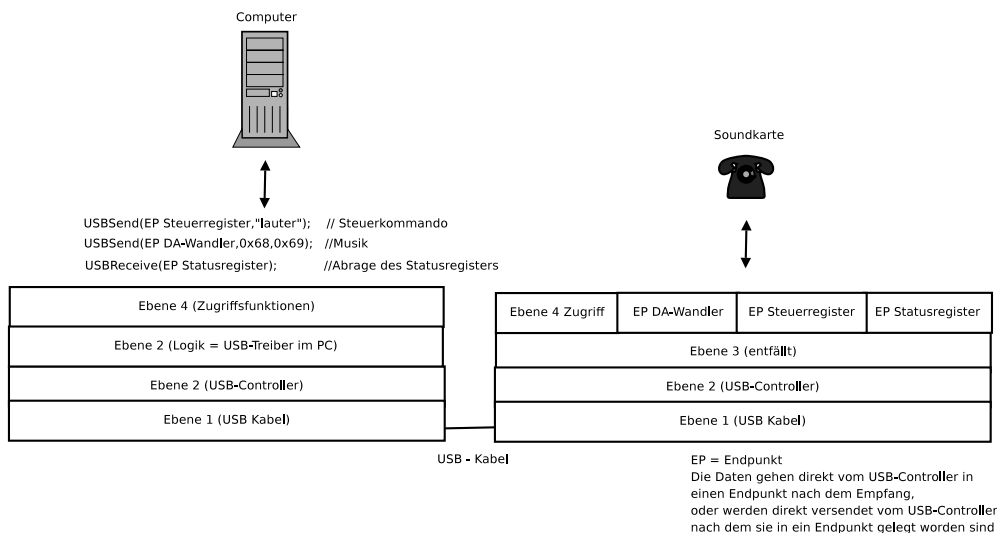 Computer
Soundkarte
USBSend(EP Steuerregister,"lauter");    // Steuerkommando
USBSend(EP DA-Wandler,0x68,0x69);    //Musik
USBReceive(EP Statusregister);    //Abrage des Statusregisters
Ebene 4 (Zugriffsfunktionen)
Ebene 2 (Logik = USB-Treiber im PC)
Ebene 2 (USB-Controller)
Ebene 1 (USB Kabel)
Ebene 4 Zugriff
EP DA-Wandler
EP Steuerregister
EP Statusregister
Ebene 3 (entfällt)
Ebene 2 (USB-Controller)
Ebene 1 (USB Kabel)
USB - Kabel
EP = Endpunkt
Die Daten gehen direkt vom USB-Controller in
einen Endpunkt nach dem Empfang,
oder werden direkt versendet vom USB-Controller
nach dem sie in ein Endpunkt gelegt worden sind